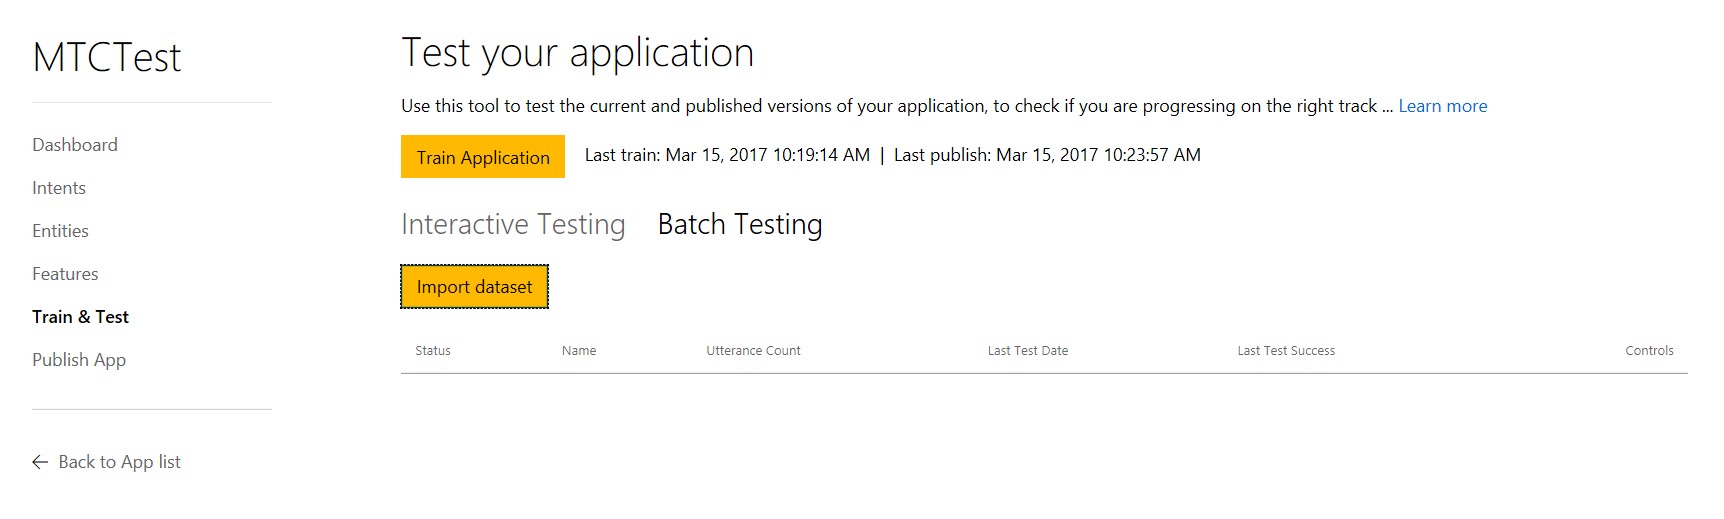 MTCTest
Dashboard
Intents
Entities
Features
Train & Test
Publish App
← Back to App list
Test your application
Use this tool to test the current and published versions of your application, to check if you are progressing on the right track ... Learn more
Train Application Last train: Mar 15, 2017 10:19:14 AM | Last publish: Mar 15, 2017 10:23:57 AM
Interactive Testing Batch Testing
Import dataset
Status Name Utterance Count Last Test Date Last Test Success Controls